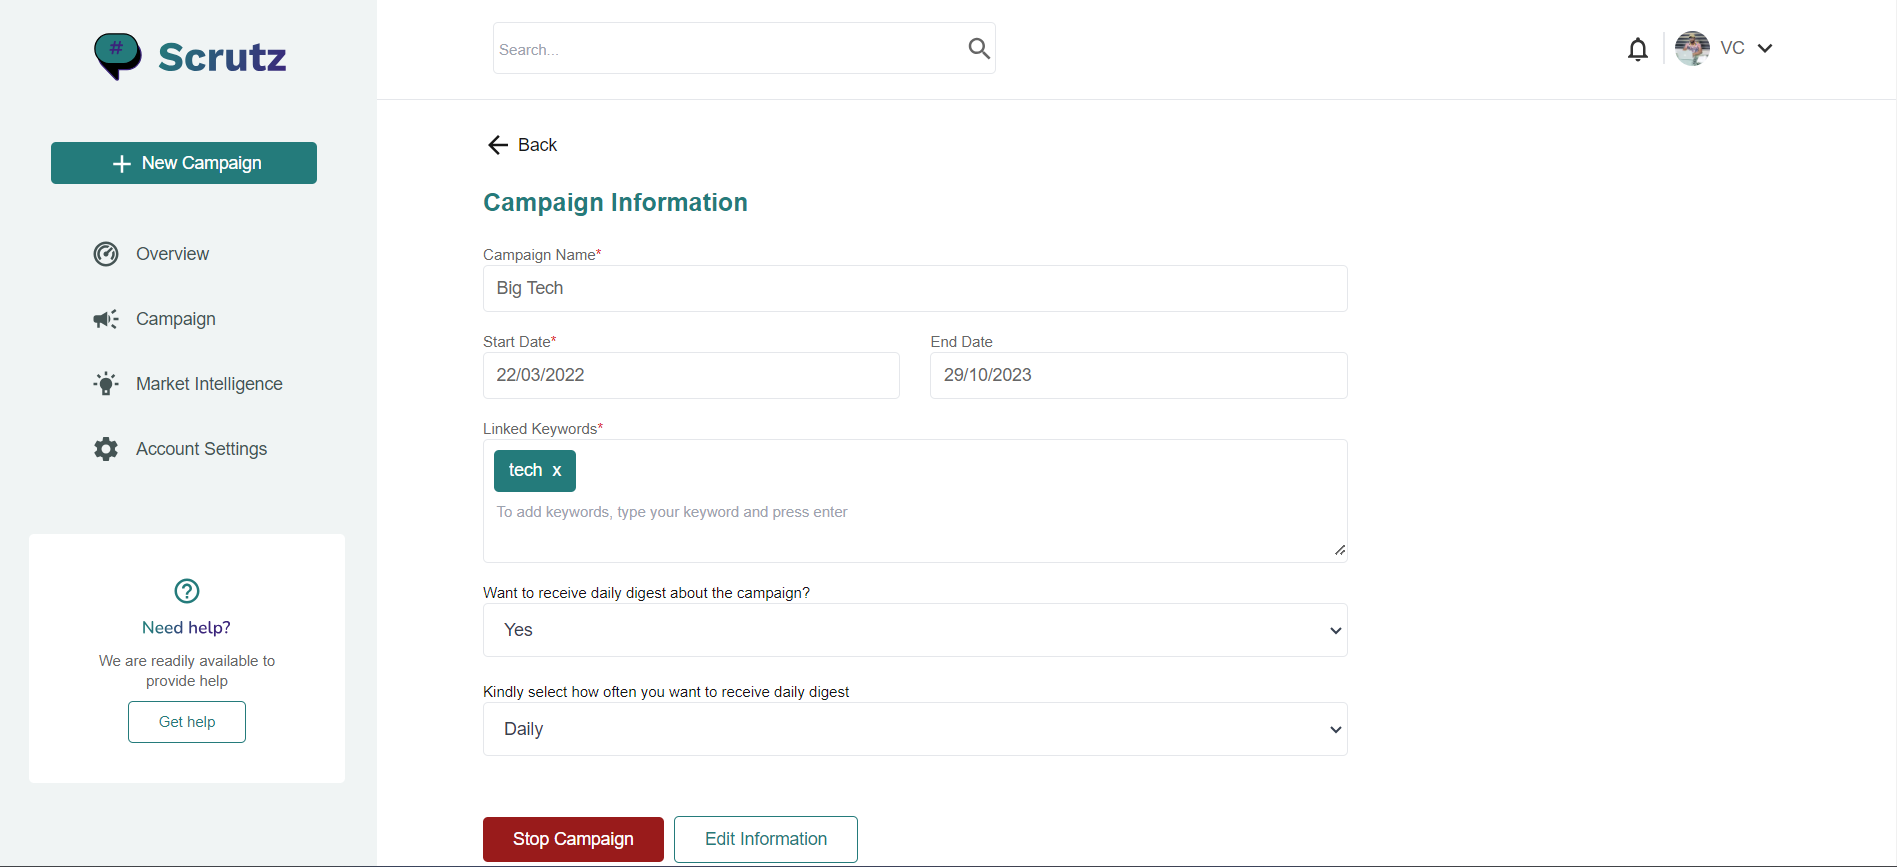 #
Scrutz
Search...
VC
New Campaign
Overview
Campaign
Market Intelligence
Account Settings
Need help?
We are readily available to
provide help
Get help
Back
Campaign Information
Campaign Name*
Big Tech
Start Date*
End Date
22/03/2022
29/10/2023
Linked Keywords*
tech x
To add keywords, type your keyword and press enter
Want to receive daily digest about the campaign?
Yes
Kindly select how often you want to receive daily digest
Daily
Stop Campaign
Edit Information